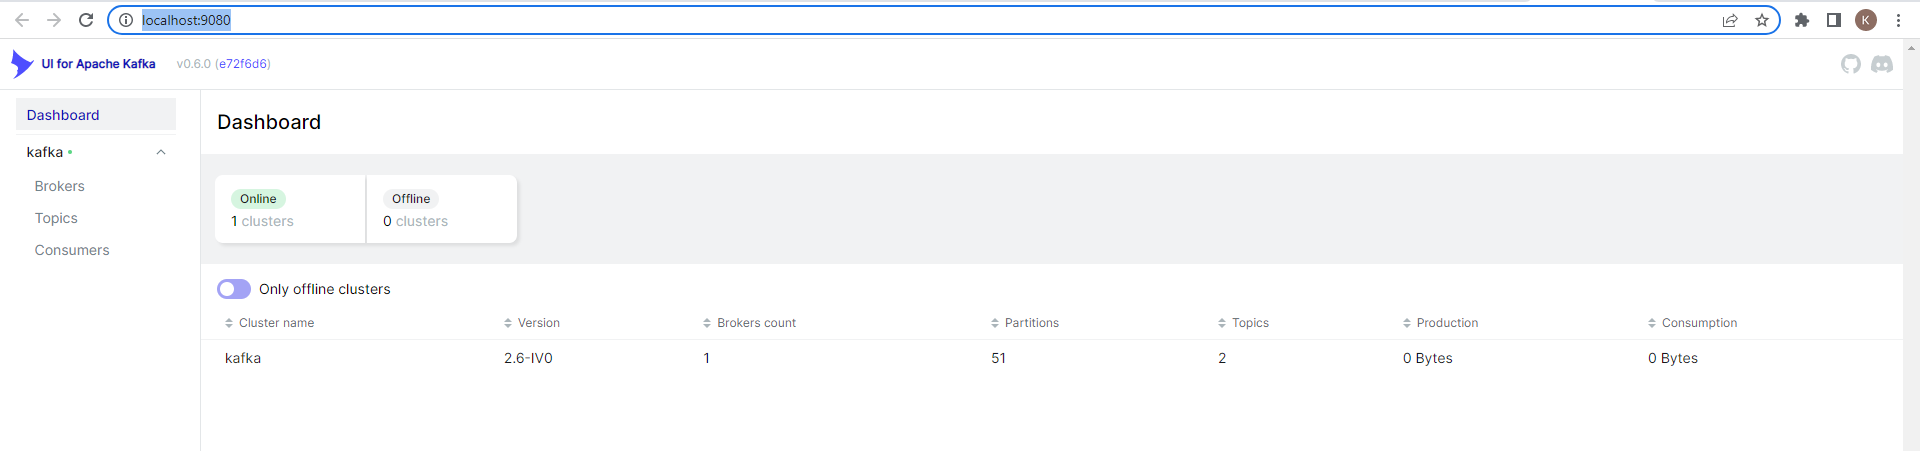 localhost:9080
K
UI for Apache Kafka v0.6.0 (e72f6d6)
Dashboard
kafka
Brokers
Topics
Consumers
Dashboard
Online Offline
1 clusters 0 clusters
Only offline clusters
Cluster name Version Brokers count Partitions Topics Production Consumption
kafka 2.6-IV0 1 51 2 0 Bytes 0 Bytes